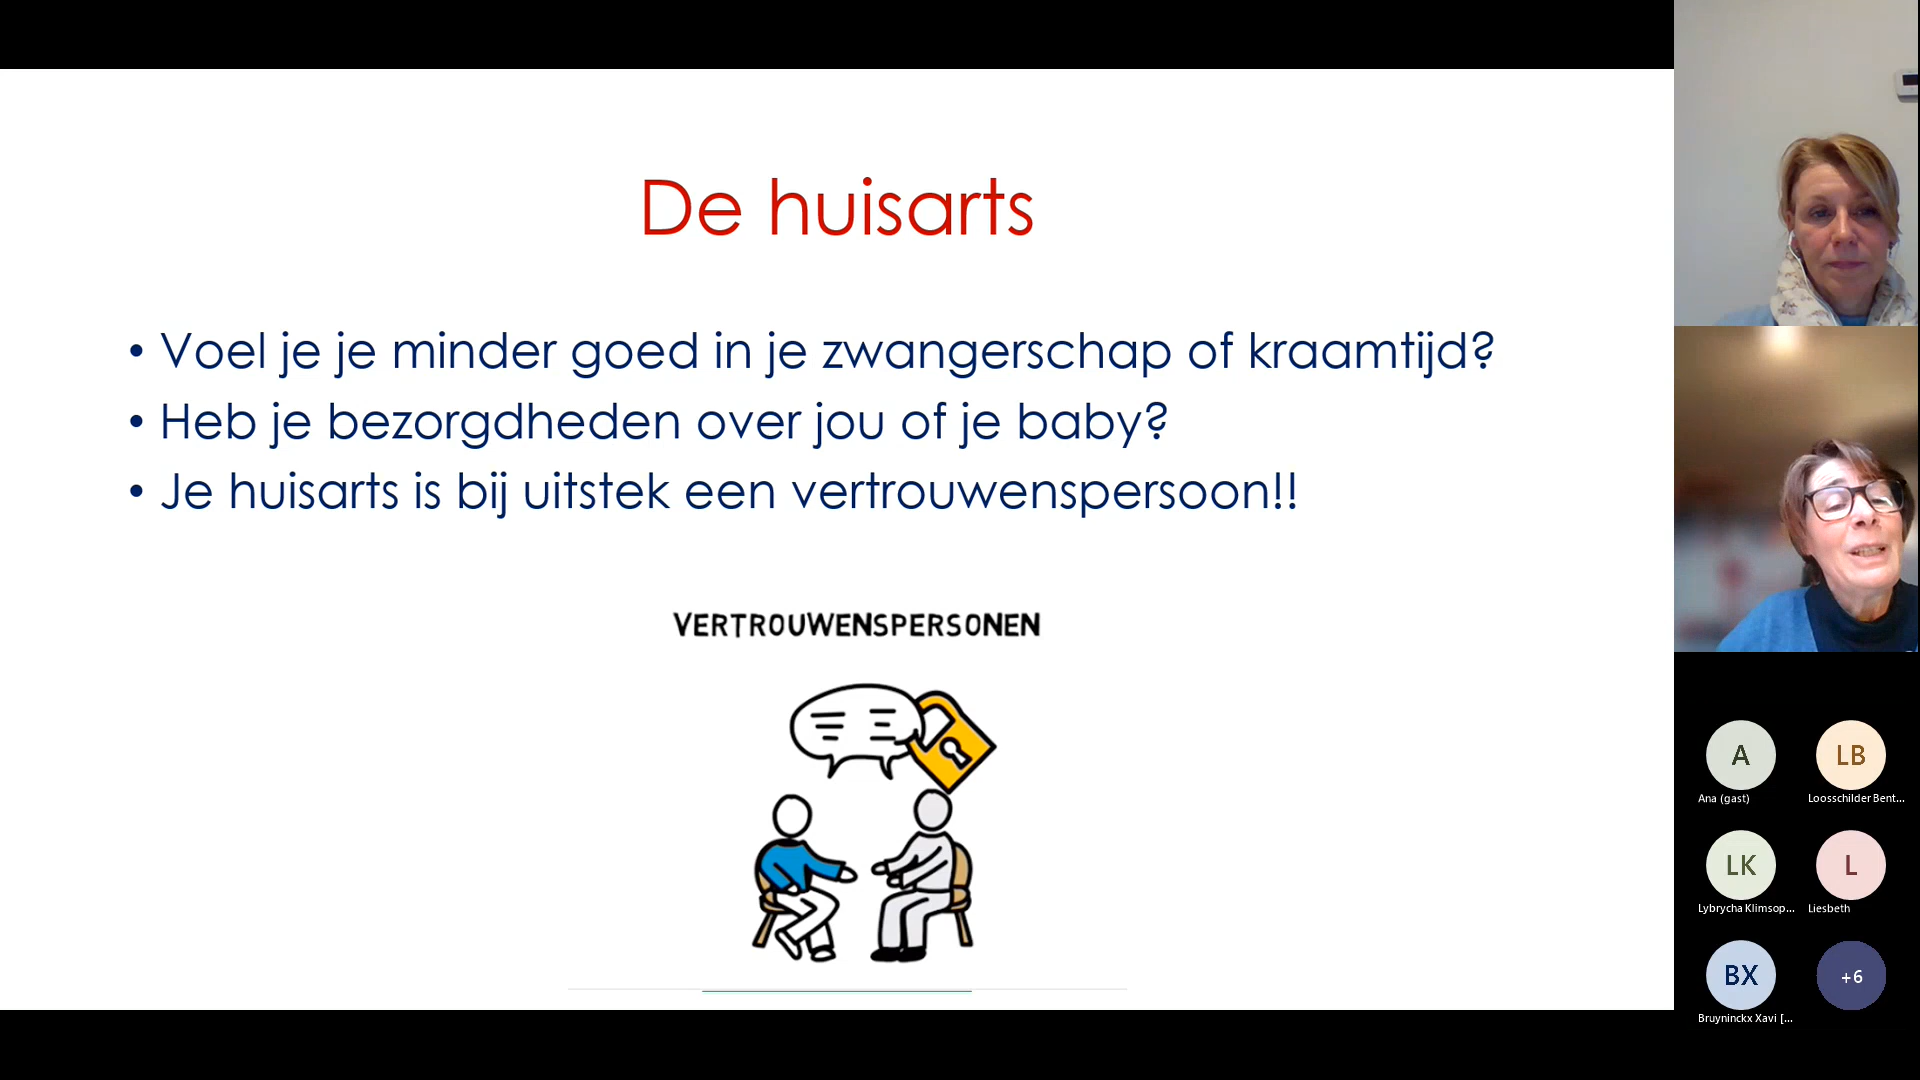 De huisarts
• Voel je je minder goed in je zwangerschap of kraamtijd?
• Heb je bezorgdheden over jou of je baby?
• Je huisarts is bij uitstek een vertrouwenspersoon!!
VERTROUWENSPERSONEN
A
Ana (gast)
LB
Loosschilder Bent...
LK
Lybrycha Klimsop...
L
Liesbeth
BX
Bruyninckx Xavi [...
+6